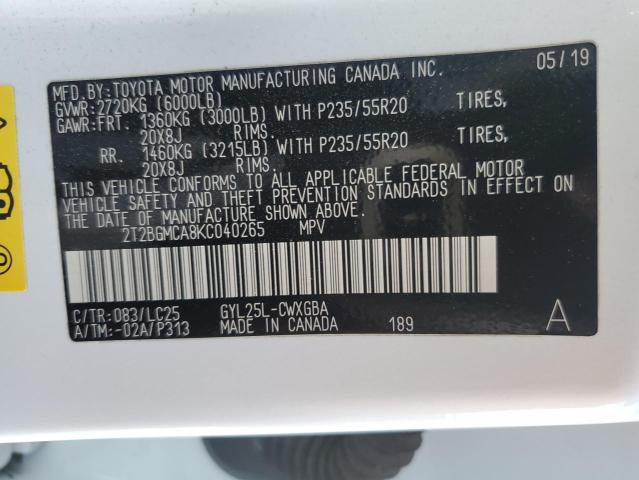 05/19
MFD.BY:TOYOTA MOTOR MANUFACTURING CANADA INC.
GVWR:2720KG (6000LB)
GAWR:FRT. 1360KG (3000LB) WITH P235/55R20 TIRES,
20X8J RIMS.
RR. 1460KG (3215LB) WITH P235/55R20 TIRES,
20X8J RIMS.
THIS VEHICLE CONFORMS TO ALL APPLICABLE FEDERAL MOTOR
VEHICLE SAFETY AND THEFT PREVENTION STANDARDS IN EFFECT ON
THE DATE OF MANUFACTURE SHOWN ABOVE.
2T2BGMCA8KC040265 MPV
C/TR:083/LC25 GYL25L-CWXGBA
A/TM:-02A/P313 MADE IN CANADA 189 A